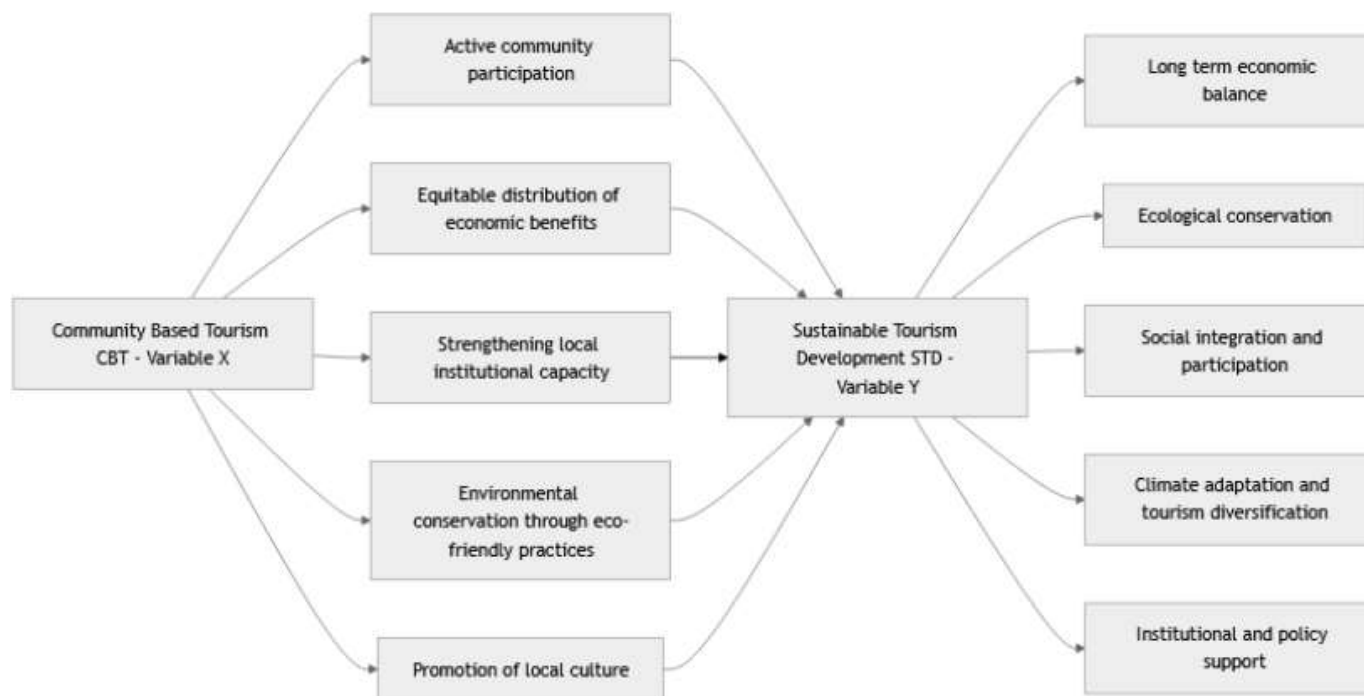 Community Based Tourism
CBT - Variable X
Active community
participation
Equitable distribution of
economic benefits
Strengthening local
institutional capacity
Environmental
conservation through eco-
friendly practices
Promotion of local culture
Sustainable Tourism
Development STD -
Variable Y
Long term economic
balance
Ecological conservation
Social integration and
participation
Climate adaptation and
tourism diversification
Institutional and policy
support